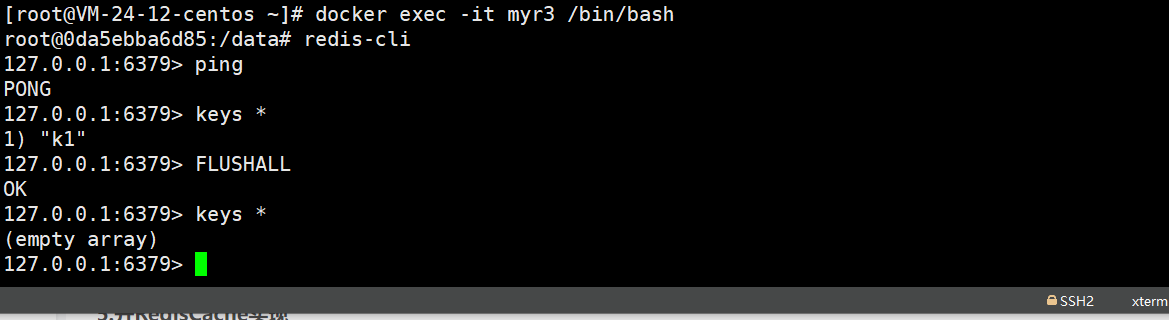 [root@VM-24-12-centos ~]# docker exec -it myr3 /bin/bash
root@0da5ebba6d85:/data# redis-cli
127.0.0.1:6379> ping
PONG
127.0.0.1:6379> keys *
1) "k1"
127.0.0.1:6379> FLUSHALL
OK
127.0.0.1:6379> keys *
(empty array)
127.0.0.1:6379>
SSH2 xterm